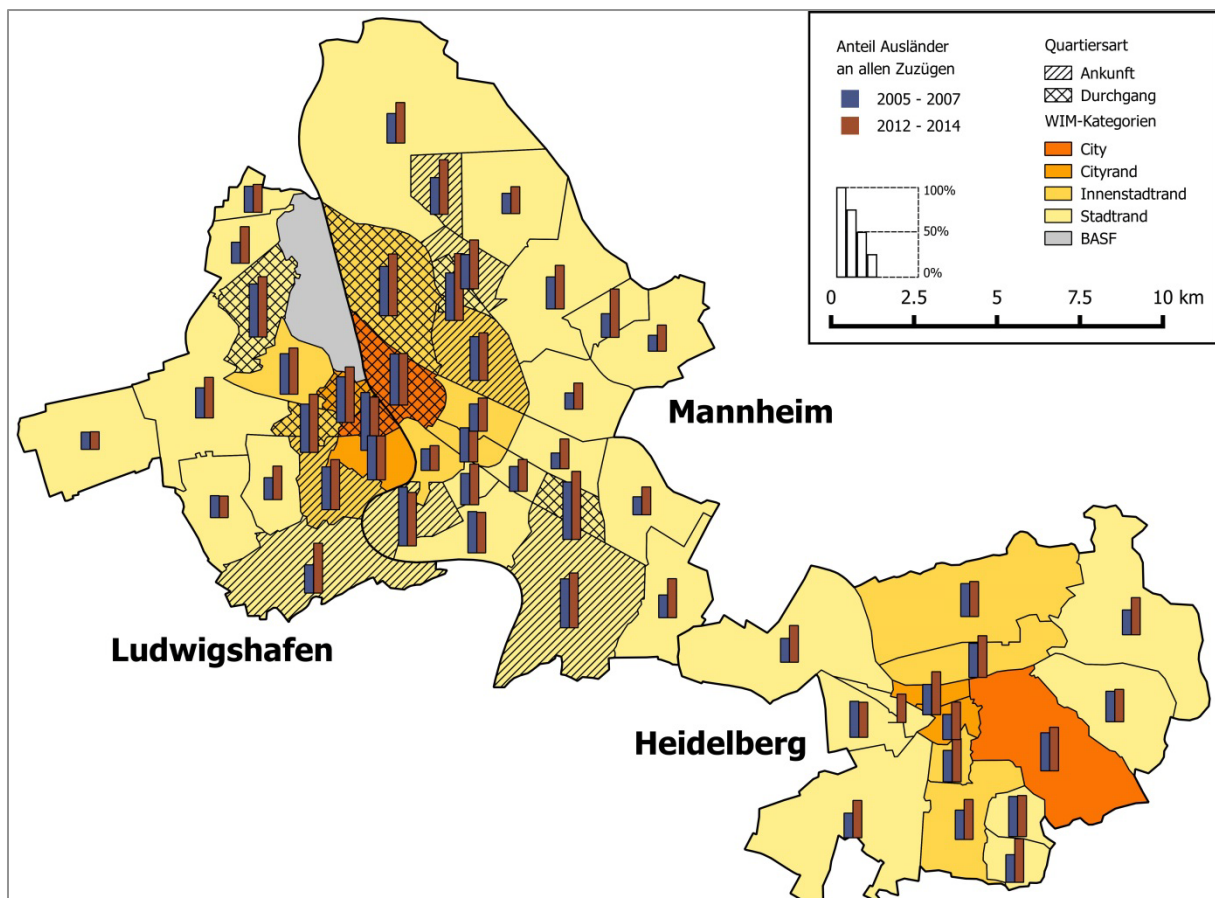 Anteil Ausländer
an allen Zuzügen
2005 - 2007
2012 - 2014
100%
50%
0%
Quartiersart
Ankunft
Durchgang
WIM-Kategorien
City
Cityrand
Innenstadtrand
Stadtrand
BASF
0 2.5 5 7.5 10 km
Mannheim
Ludwigshafen
Heidelberg